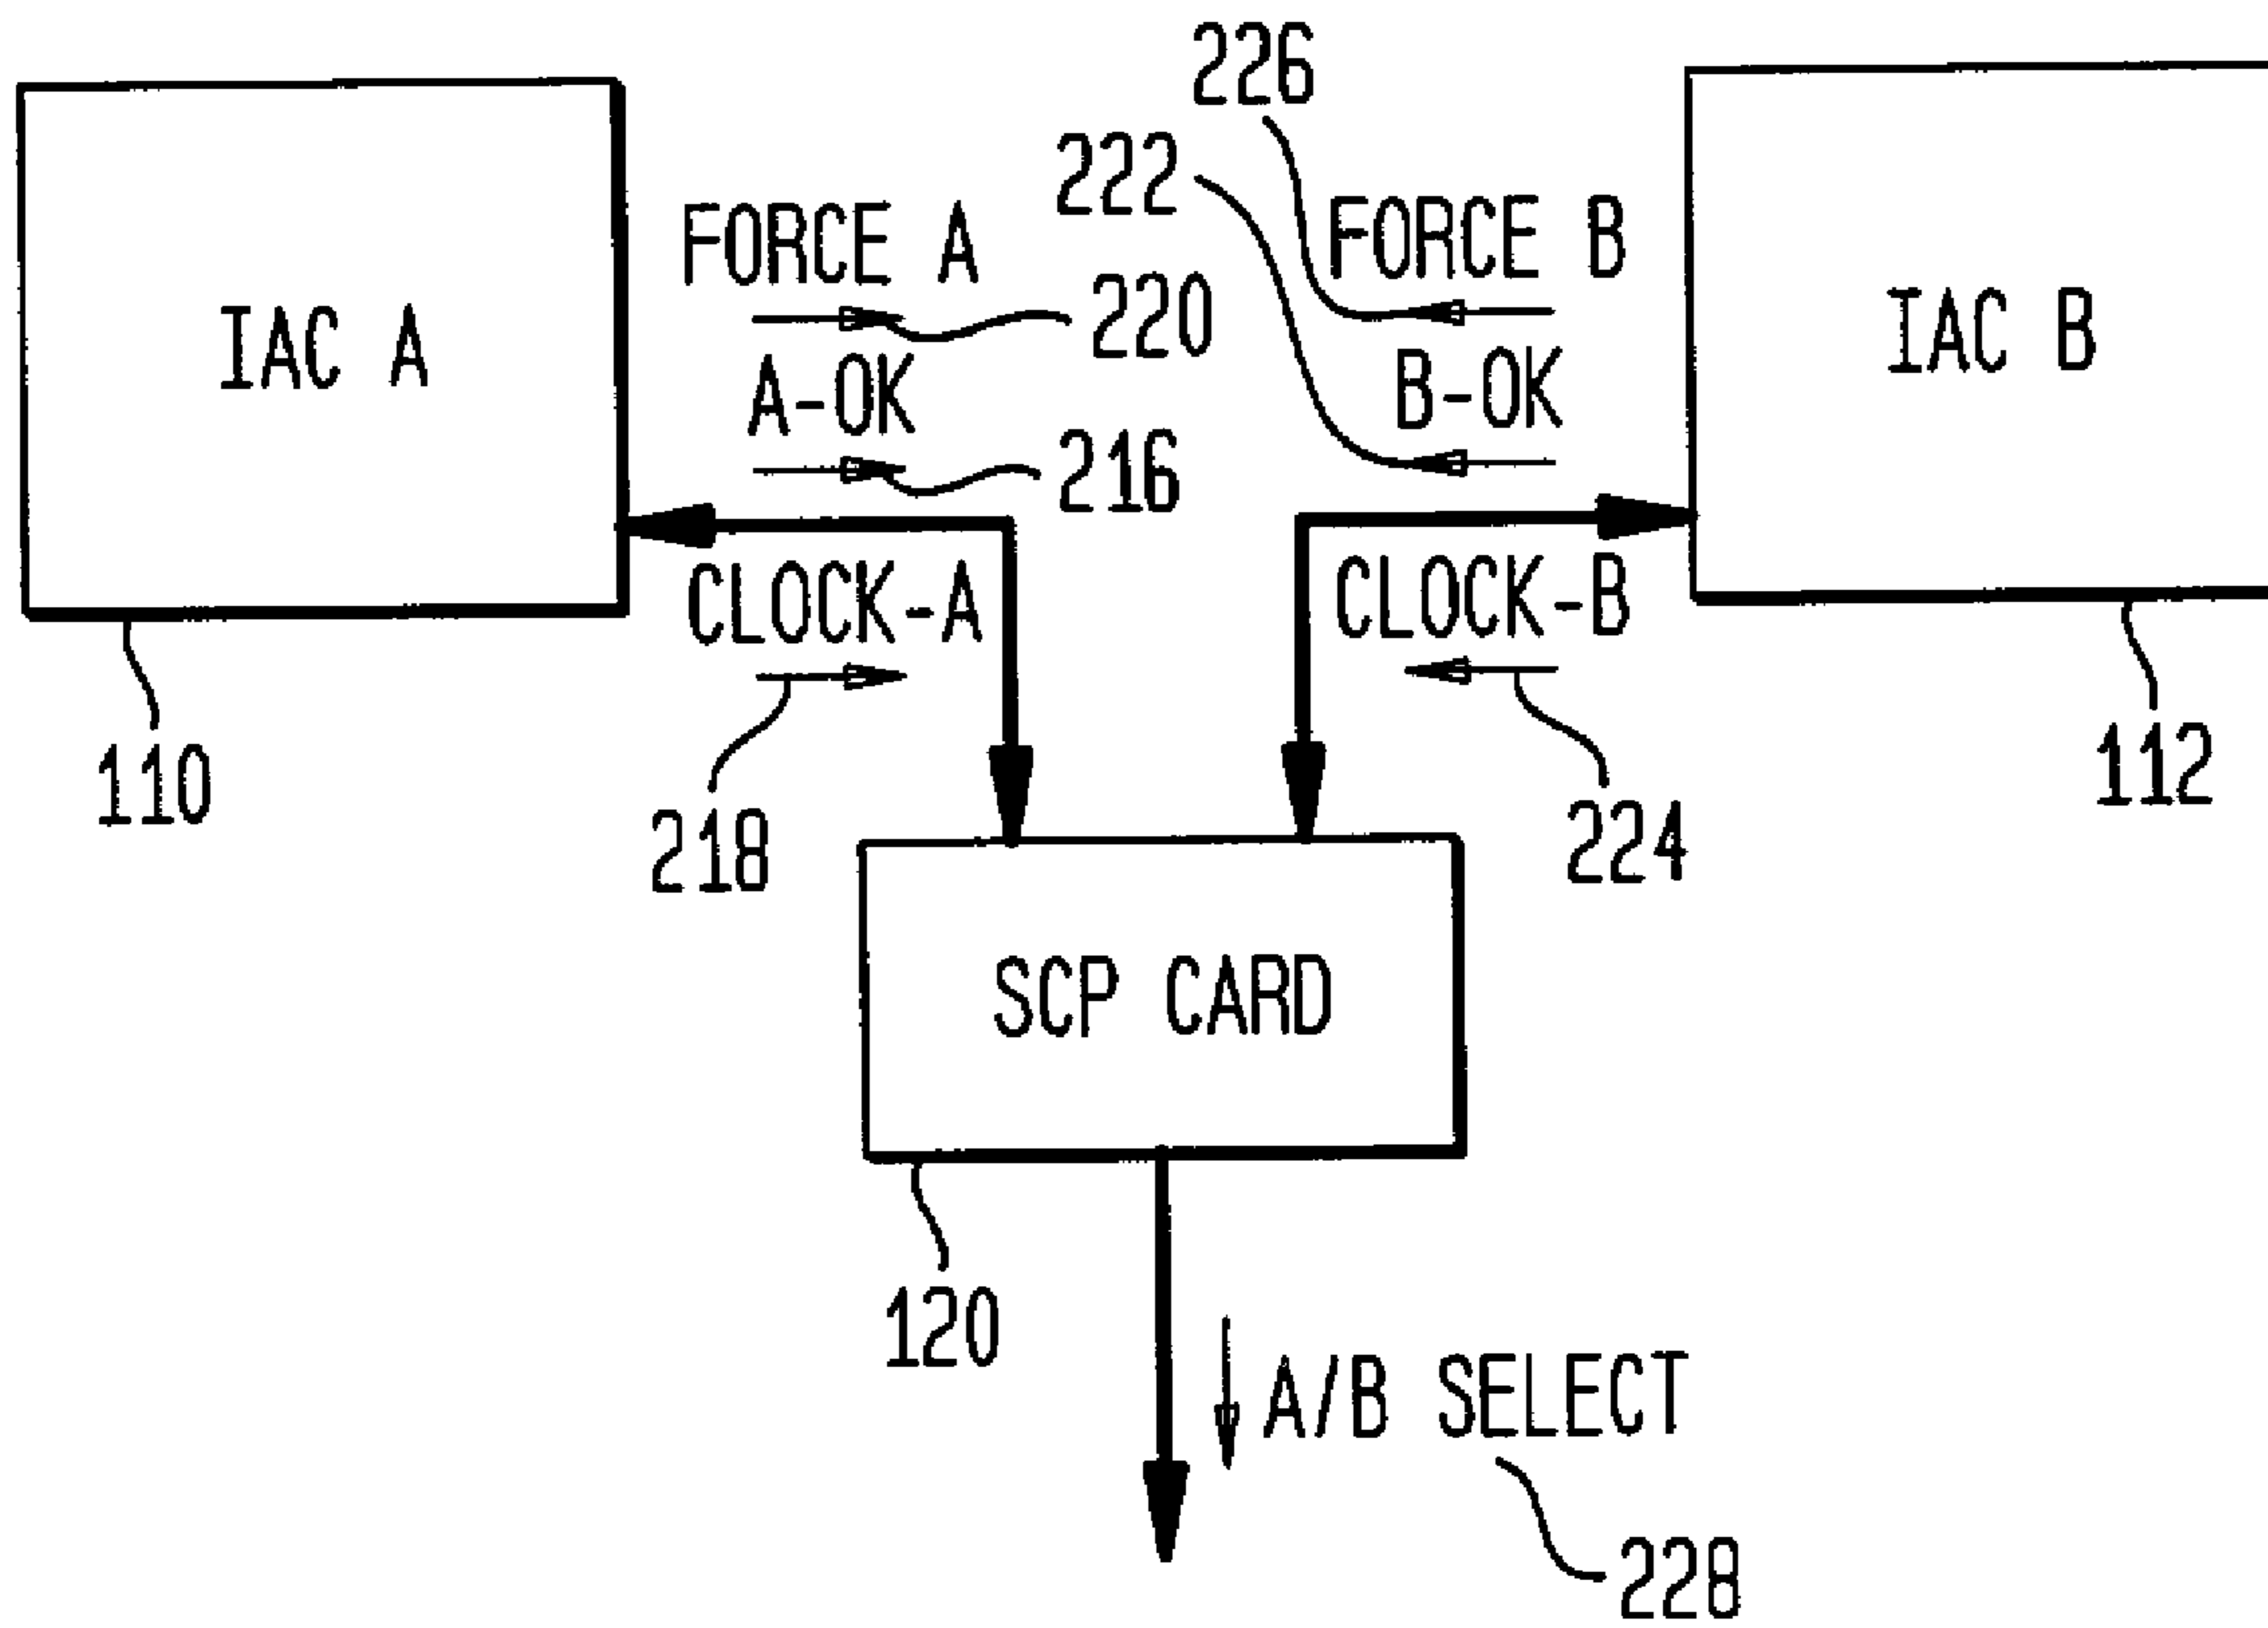 226
222
FORCE A
FORCE B
220
IAC A
IAC B
A-OK
B-OK
216
CLOCK-A
CLOCK-B
110
112
218
224
SCP CARD
120
A/B SELECT
228